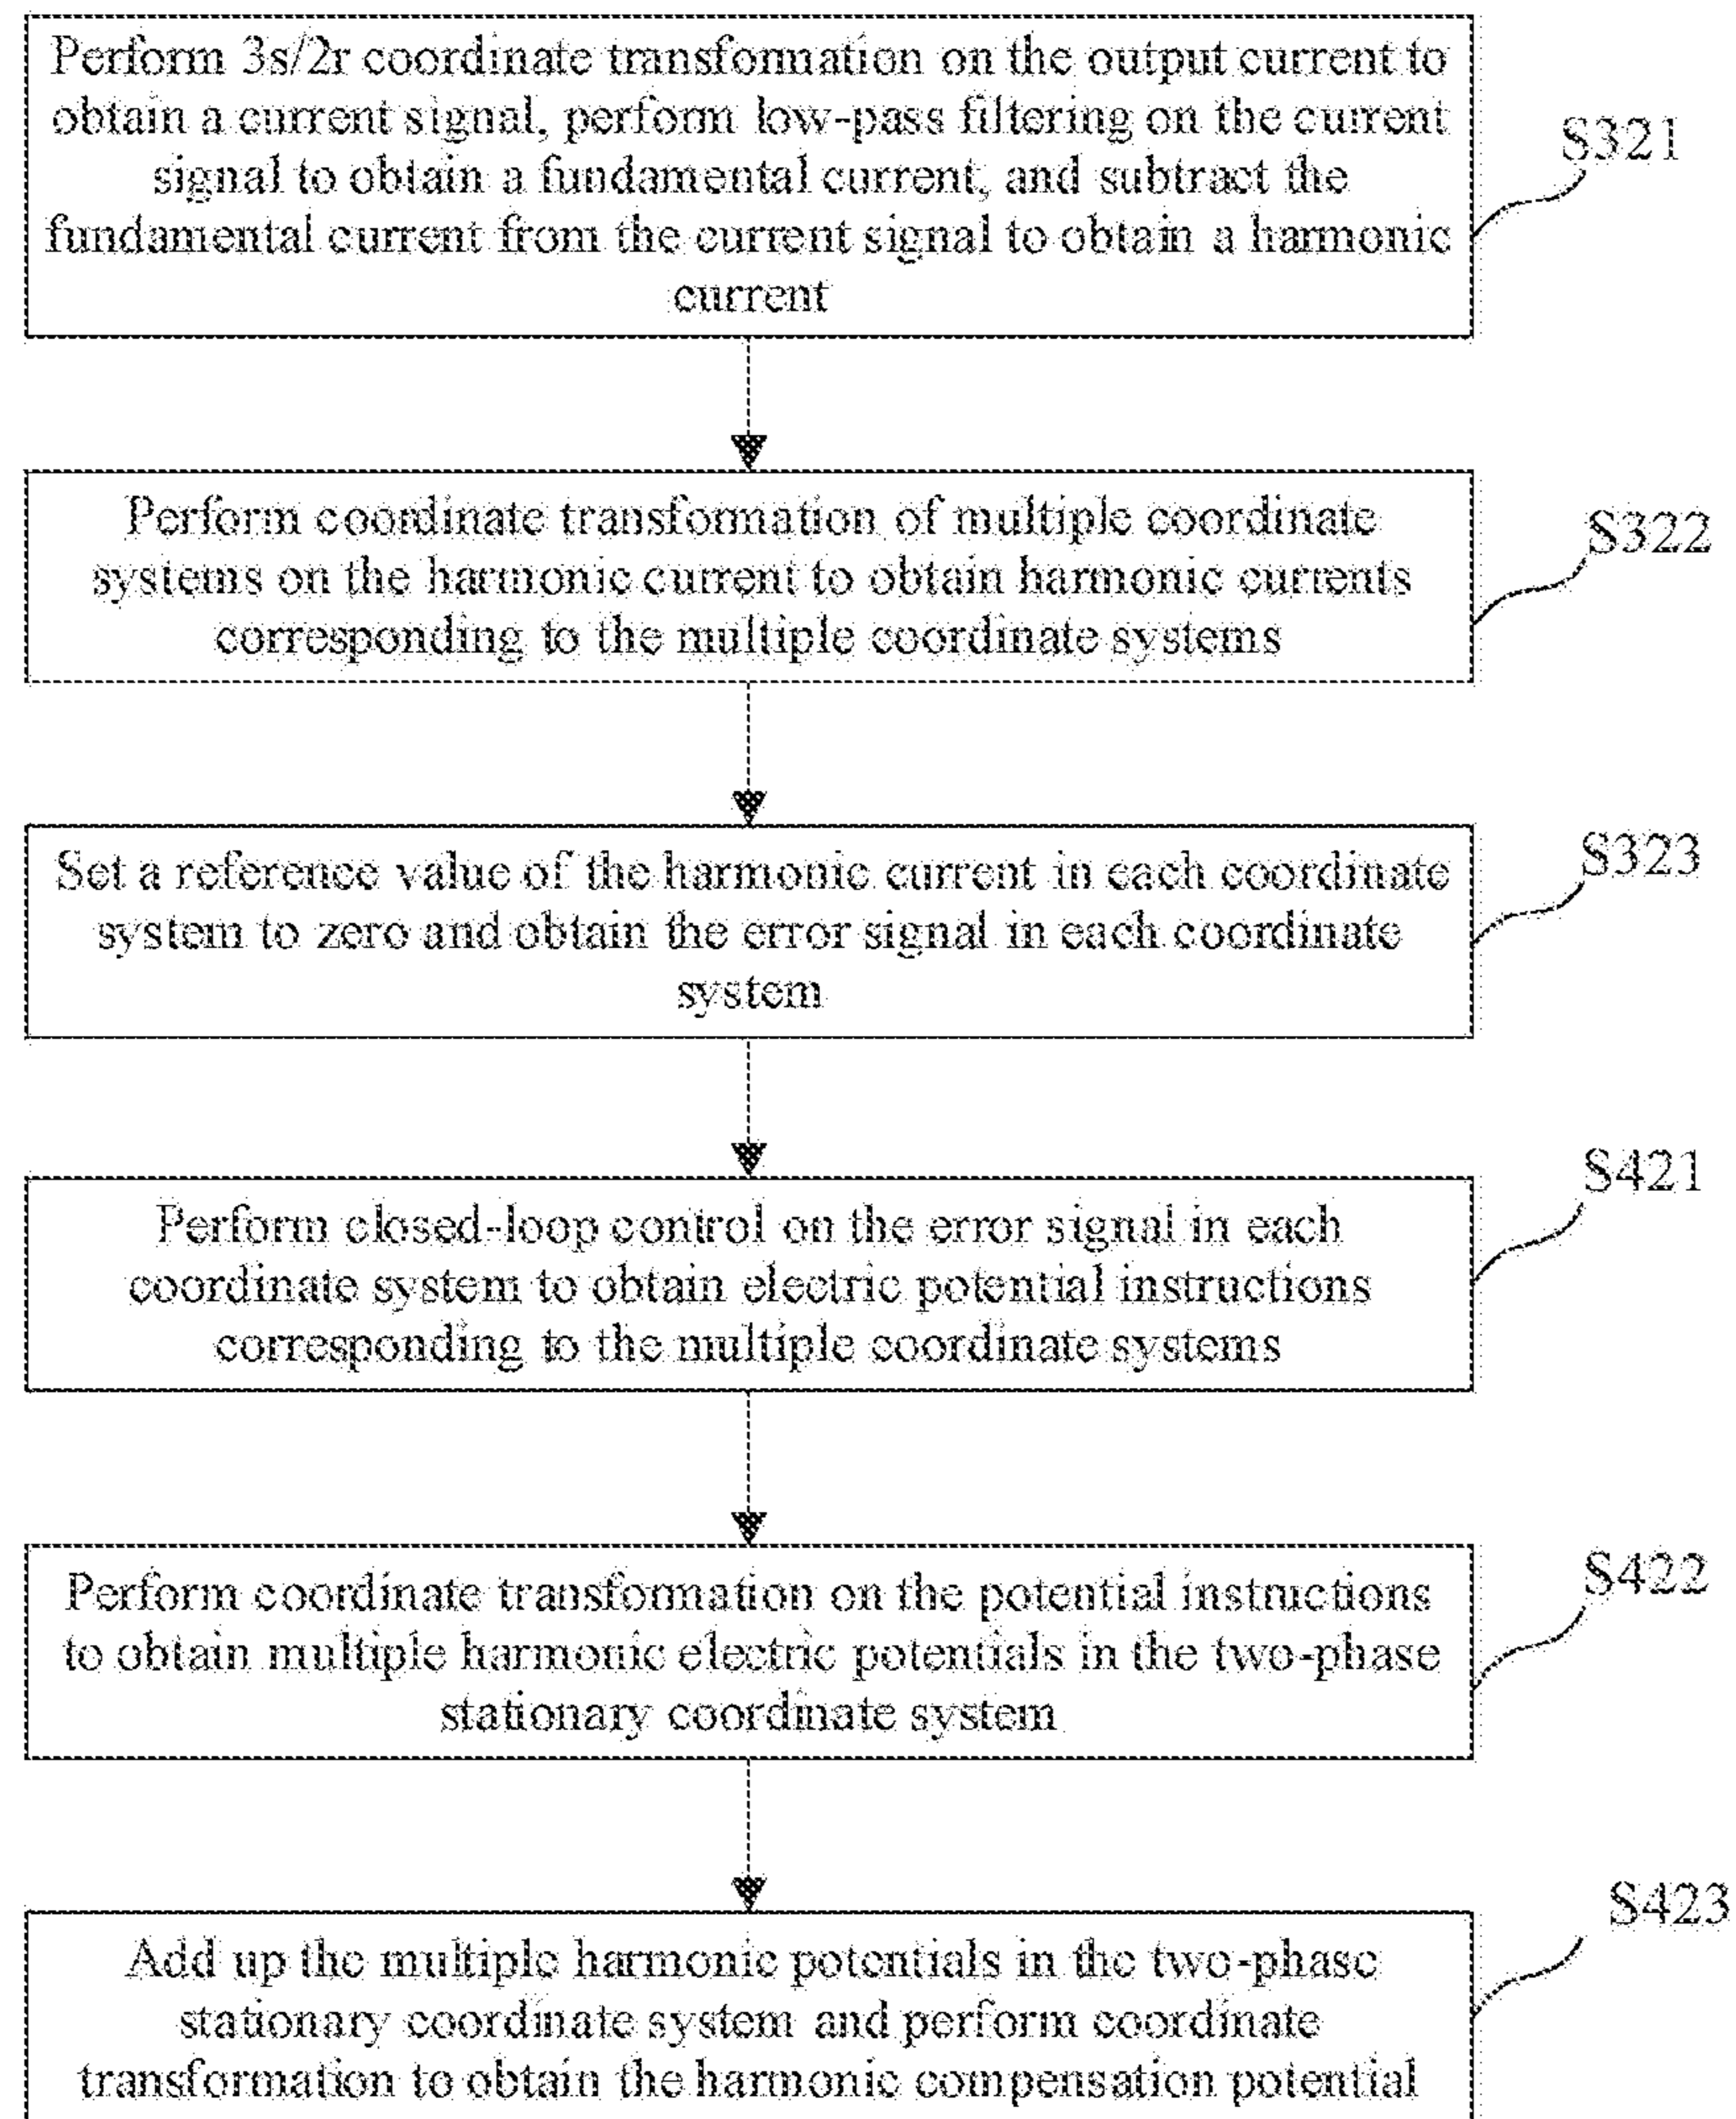 Perform 3s/2r coordinate transformation on the output current to
obtain a current signal, perform low-pass filtering on the current
signal to obtain a fundamental current, and subtract the
fundamental current from the current signal to obtain a harmonic
current
S321
Perform coordinate transformation of multiple coordinate
systems on the harmonic current to obtain harmonic currents
corresponding to the multiple coordinate systems
S322
Set a reference value of the harmonic current in each coordinate
system to zero and obtain the error signal in each coordinate
system
S323
Perform closed-loop control on the error signal in each
coordinate system to obtain electric potential instructions
corresponding to the multiple coordinate systems
S421
Perform coordinate transformation on the potential instructions
to obtain multiple harmonic electric potentials in the two-phase
stationary coordinate system
S422
Add up the multiple harmonic potentials in the two-phase
stationary coordinate system and perform coordinate
transformation to obtain the harmonic compensation potential
S423